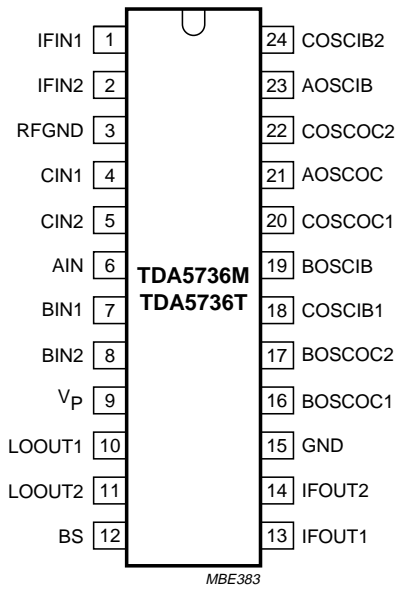 IFIN1 1 24 COSCIB2
IFIN2 2 23 AOSCIB
RFGND 3 22 COSCOC2
CIN1 4 21 AOSCOC
CIN2 5 20 COSCOC1
AIN 6 19 BOSCIB
TDA5736M
TDA5736T
BIN1 7 18 COSCIB1
BIN2 8 17 BOSCOC2
VP 9 16 BOSCOC1
LOOUT1 10 15 GND
LOOUT2 11 14 IFOUT2
BS 12 13 IFOUT1
MBE383